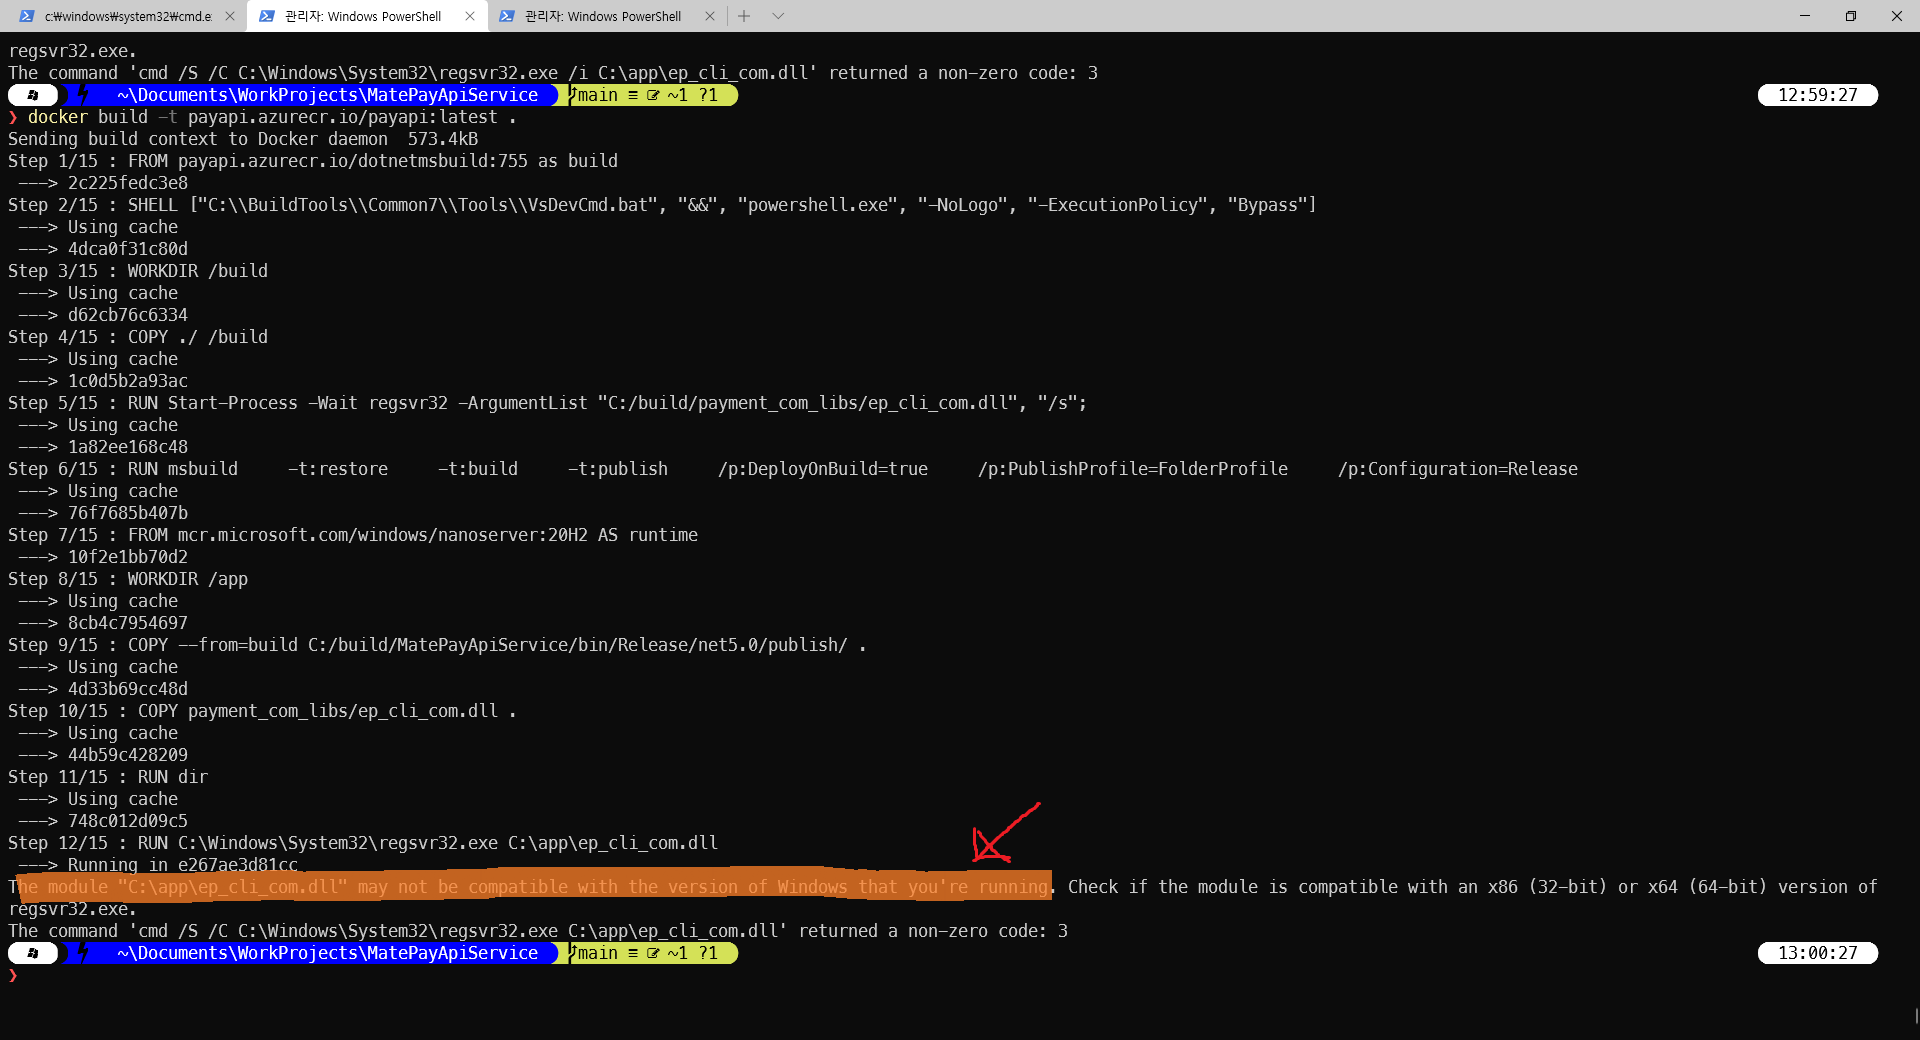 c:₩windows₩system32₩cmd.e:
관리자: Windows PowerShell
관리자: Windows PowerShell
regsvr32.exe.
The command 'cmd /S /C C:\Windows\System32\regsvr32.exe /i C:\app\ep_cli_com.dll' returned a non-zero code: 3
~\Documents\WorkProjects\MatePayApiService main ≡ ~1 ?1 12:59:27
❯ docker build -t payapi.azurecr.io/payapi:latest .
Sending build context to Docker daemon  573.4kB
Step 1/15 : FROM payapi.azurecr.io/dotnetmsbuild:755 as build
---> 2c225fedc3e8
Step 2/15 : SHELL ["C:\\BuildTools\\Common7\\Tools\\VsDevCmd.bat", "&&", "powershell.exe", "-NoLogo", "-ExecutionPolicy", "Bypass"]
---> Using cache
---> 4dca0f31c80d
Step 3/15 : WORKDIR /build
---> Using cache
---> d62cb76c6334
Step 4/15 : COPY ./ /build
---> Using cache
---> 1c0d5b2a93ac
Step 5/15 : RUN Start-Process -Wait regsvr32 -ArgumentList "C:/build/payment_com_libs/ep_cli_com.dll", "/s";
---> Using cache
---> 1a82ee168c48
Step 6/15 : RUN msbuild     -t:restore     -t:build     -t:publish     /p:DeployOnBuild=true     /p:PublishProfile=FolderProfile     /p:Configuration=Release
---> Using cache
---> 76f7685b407b
Step 7/15 : FROM mcr.microsoft.com/windows/nanoserver:20H2 AS runtime
---> 10f2e1bb70d2
Step 8/15 : WORKDIR /app
---> Using cache
---> 8cb4c7954697
Step 9/15 : COPY --from=build C:/build/MatePayApiService/bin/Release/net5.0/publish/ .
---> Using cache
---> 4d33b69cc48d
Step 10/15 : COPY payment_com_libs/ep_cli_com.dll .
---> Using cache
---> 44b59c428209
Step 11/15 : RUN dir
---> Using cache
---> 748c012d09c5
Step 12/15 : RUN C:\Windows\System32\regsvr32.exe C:\app\ep_cli_com.dll
---> Running in e267ae3d81cc
The module "C:\app\ep_cli_com.dll" may not be compatible with the version of Windows that you're running. Check if the module is compatible with an x86 (32-bit) or x64 (64-bit) version of
regsvr32.exe.
The command 'cmd /S /C C:\Windows\System32\regsvr32.exe C:\app\ep_cli_com.dll' returned a non-zero code: 3
~\Documents\WorkProjects\MatePayApiService main ≡ ~1 ?1 13:00:27
❯